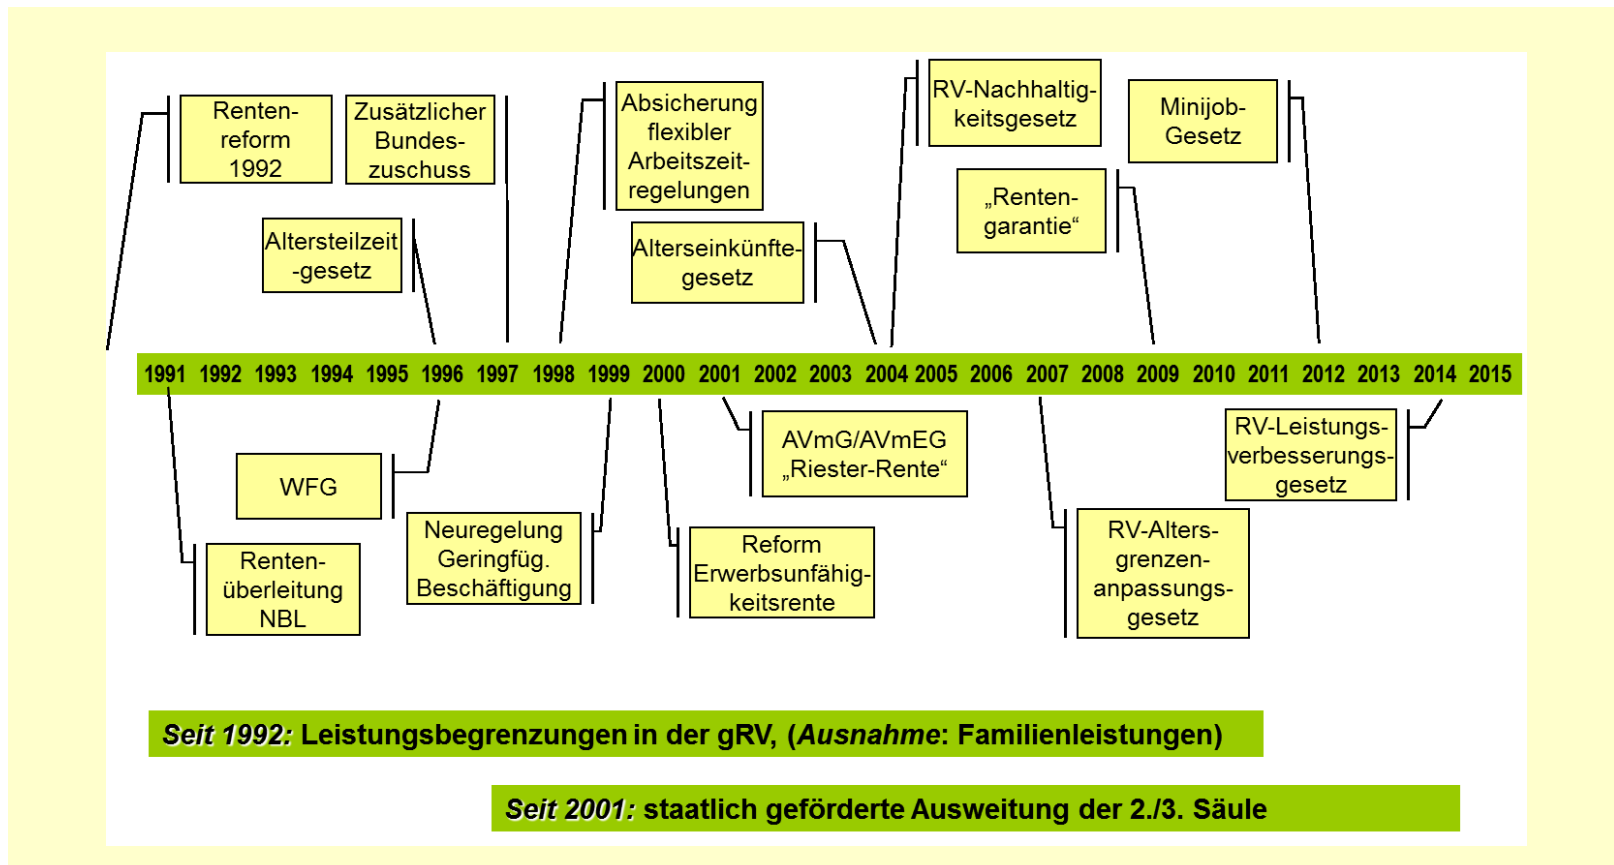 Renten-
reform
1992
Zusätzlicher
Bundes-
zuschuss
Absicherung
flexibler
Arbeitszeit-
regelungen
RV-Nachhaltig-
keitsgesetz
Minijob-
Gesetz
Altersteilzeit
-gesetz
Alterseinkünfte-
gesetz
„Renten-
garantie“
1991 1992 1993 1994 1995 1996 1997 1998 1999 2000 2001 2002 2003 2004 2005 2006 2007 2008 2009 2010 2011 2012 2013 2014 2015
WFG
AVmG/AVmEG
„Riester-Rente“
RV-Leistungs-
verbesserungs-
gesetz
Renten-
überleitung
NBL
Neuregelung
Geringfüg.
Beschäftigung
Reform
Erwerbsunfähig-
keitsrente
RV-Alters-
grenzen-
anpassungs-
gesetz
Seit 1992: Leistungsbegrenzungen in der gRV, (Ausnahme: Familienleistungen)
Seit 2001: staatlich geförderte Ausweitung der 2./3. Säule